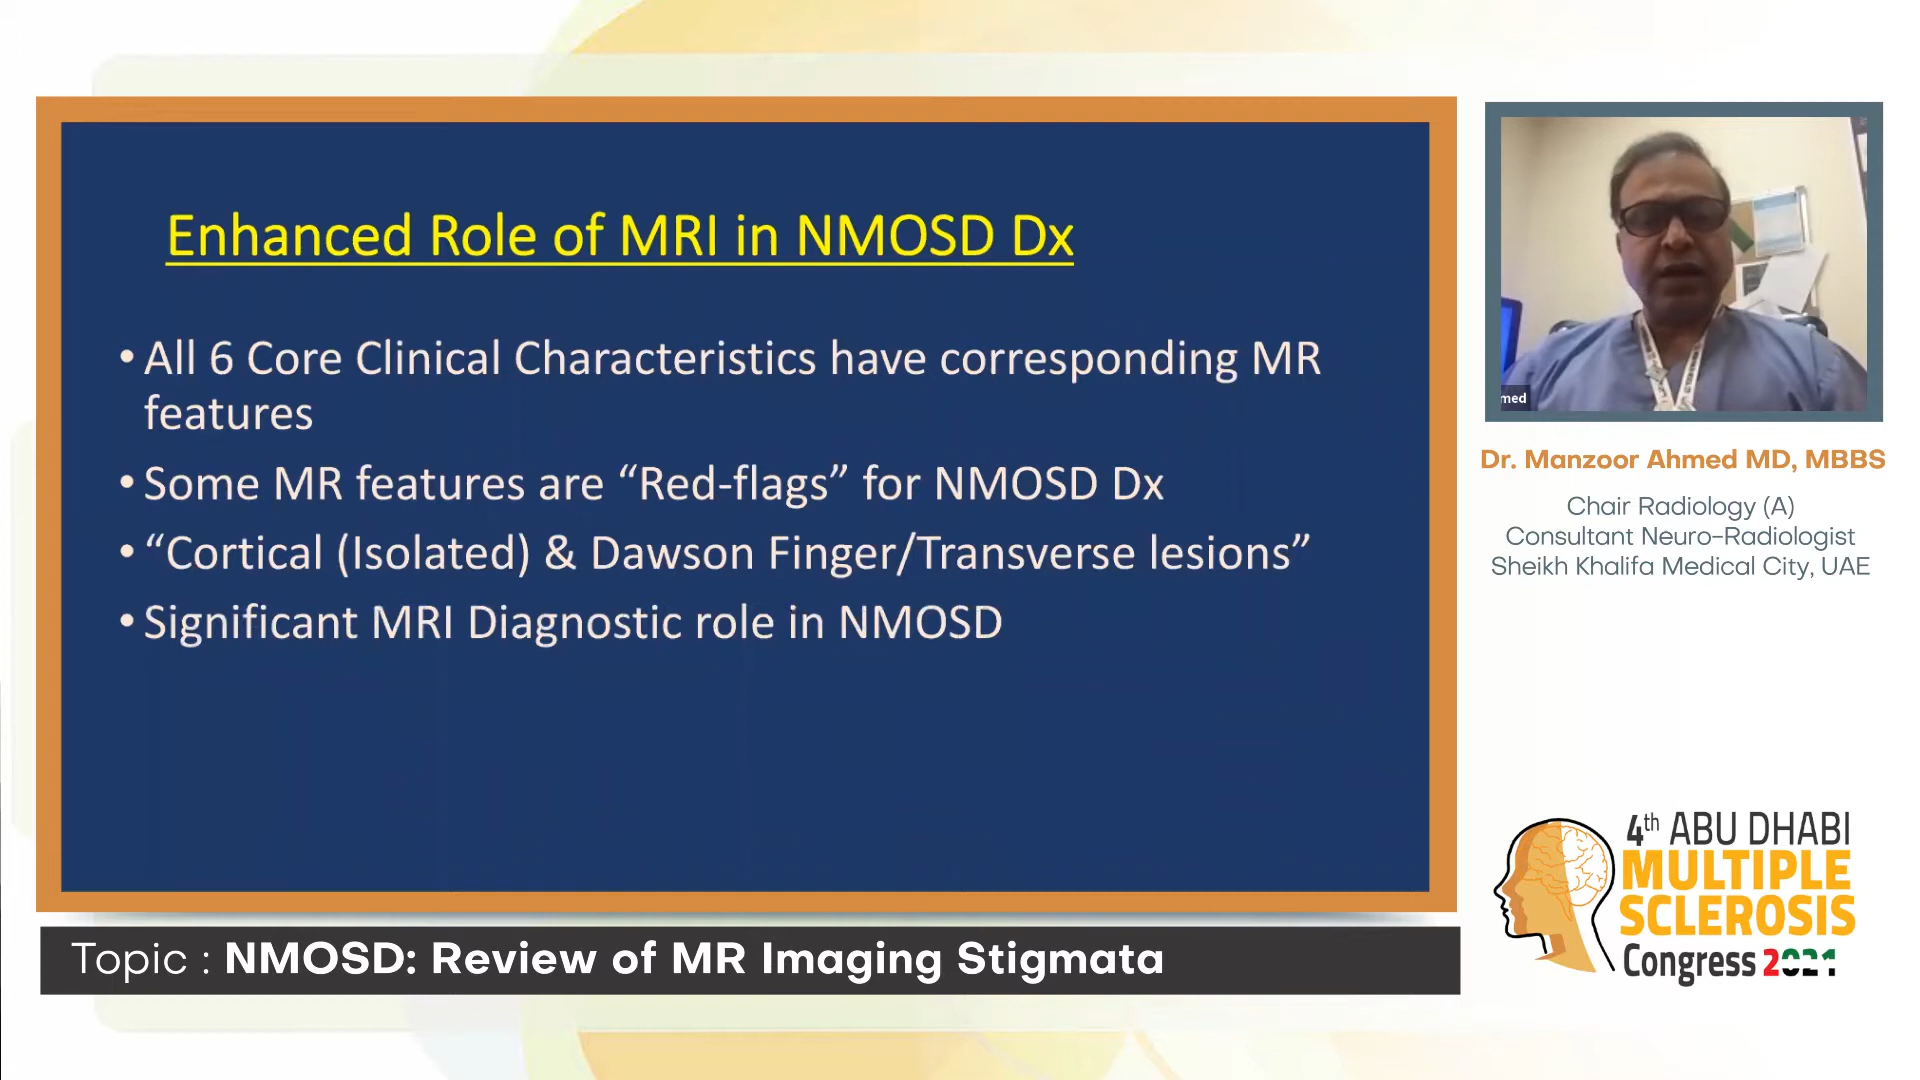 Enhanced Role of MRI in NMOSD Dx
• All 6 Core Clinical Characteristics have corresponding MR
features
• Some MR features are “Red-flags” for NMOSD Dx
• “Cortical (Isolated) & Dawson Finger/Transverse lesions”
• Significant MRI Diagnostic role in NMOSD
med
Dr. Manzoor Ahmed MD, MBBS
Chair Radiology (A)
Consultant Neuro-Radiologist
Sheikh Khalifa Medical City, UAE
4th ABU DHABI
MULTIPLE
SCLEROSIS
Congress 2021
Topic : NMOSD: Review of MR Imaging Stigmata